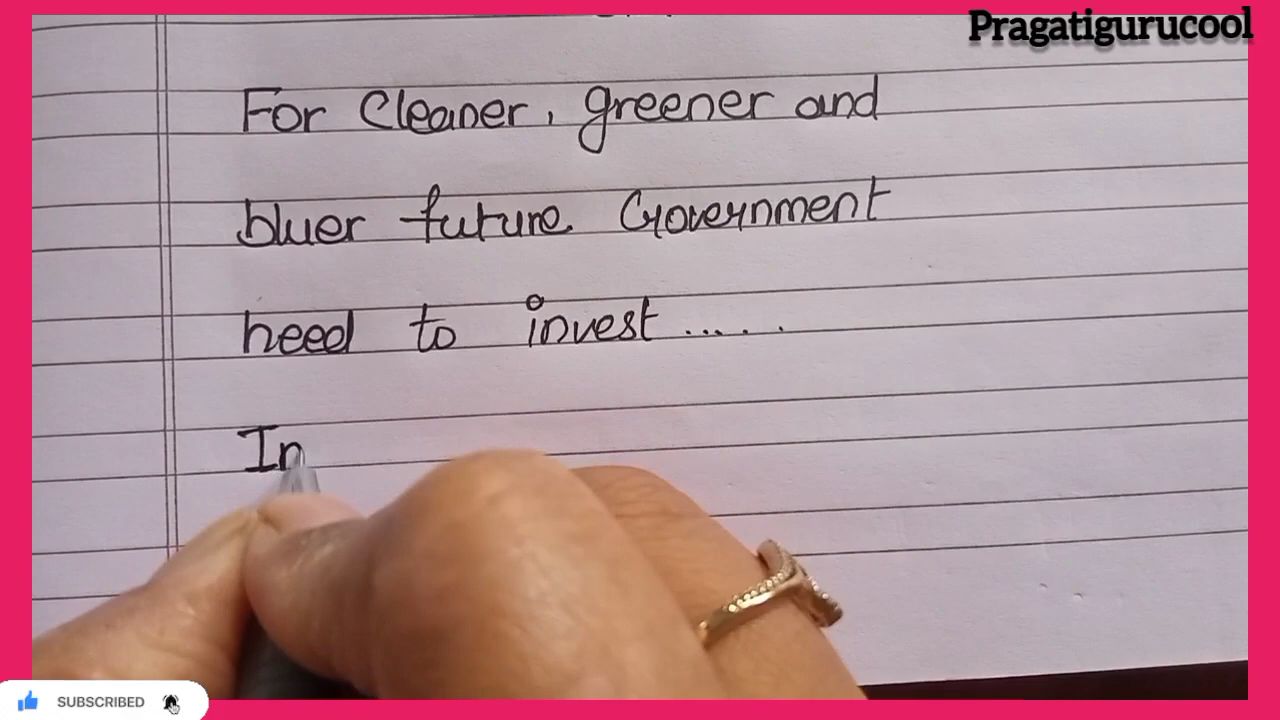 Pragatigurucool
For Cleaner, greener and
bluer future Government
need to invest .....
In
SUBSCRIBED